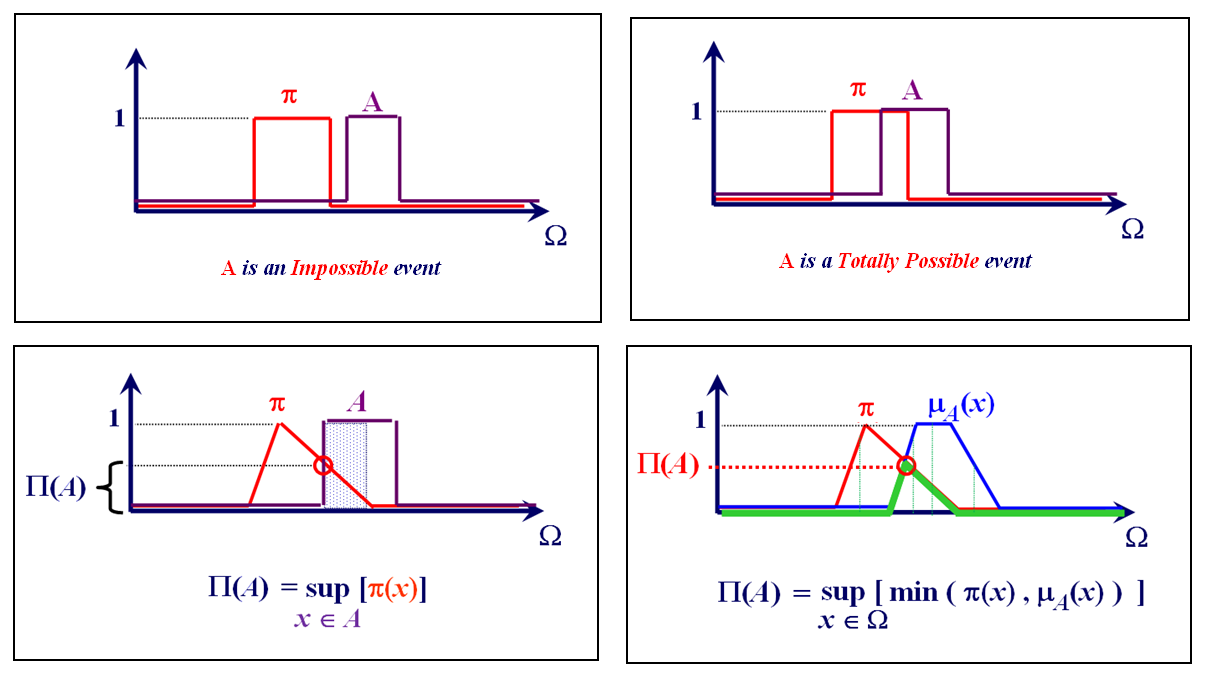 π
A
1
Ω
A is an Impossible event
π
A
1
Ω
A is a Totally Possible event
π
A
1
Π(A)
Ω
Π(A) = sup [π(x)]
x ∈ A
π
μA(x)
1
Π(A)
Ω
Π(A) = sup [ min ( π(x) , μA(x) ) ]
x ∈ Ω